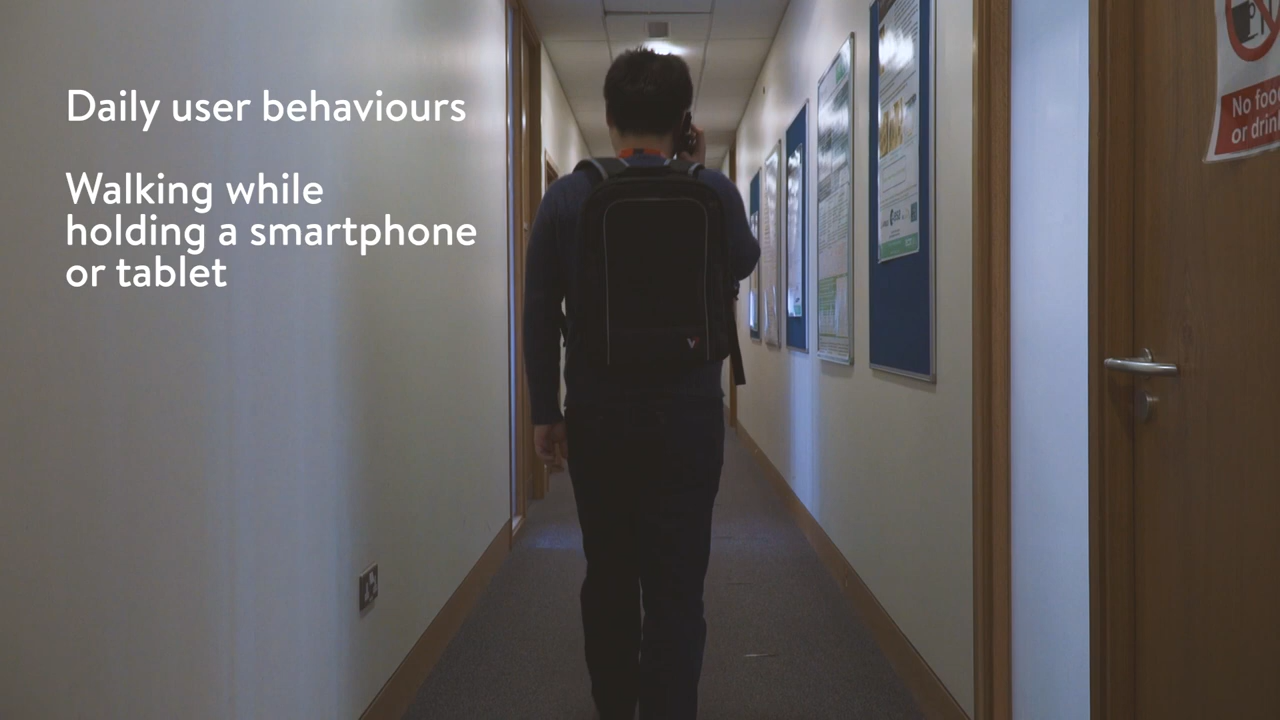 Daily user behaviours
Walking while
holding a smartphone
or tablet
No food
or drink